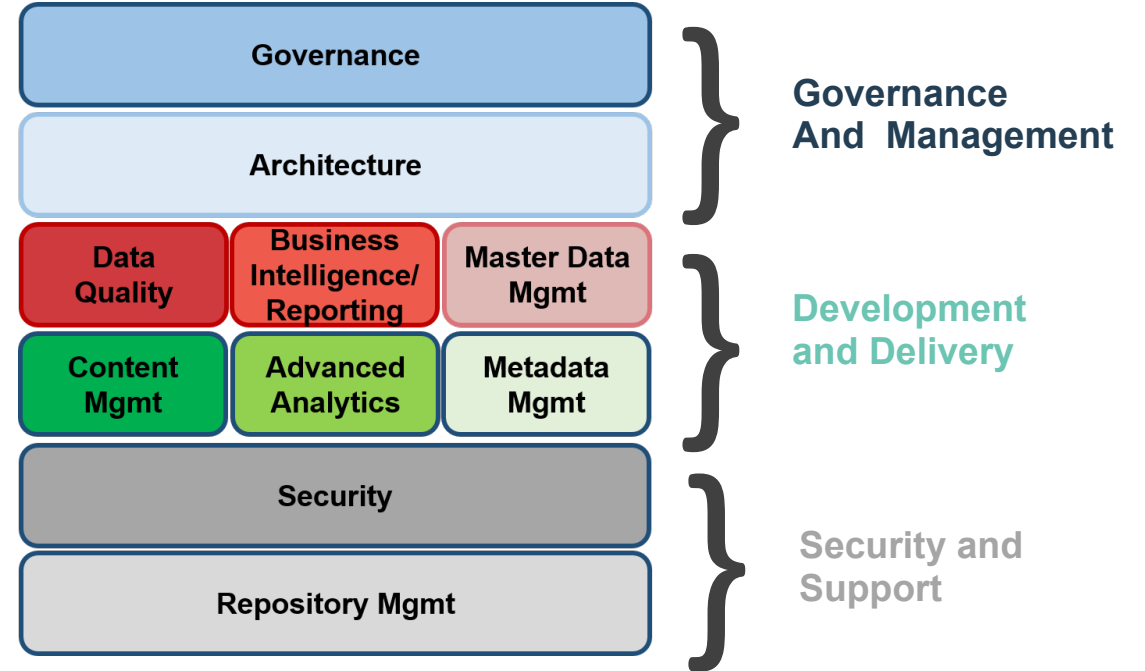 Governance
Architecture
Governance
And Management
Data
Quality
Business
Intelligence/
Reporting
Master Data
Mgmt
Content
Mgmt
Advanced
Analytics
Metadata
Mgmt
Development
and Delivery
Security
Repository Mgmt
Security and
Support